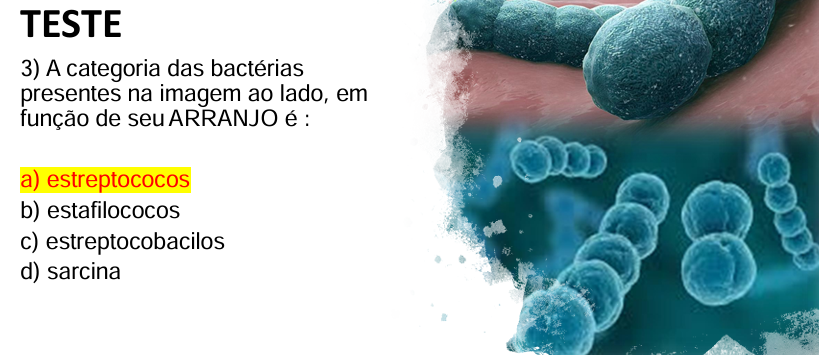 TESTE
3) A categoria das bactérias
presentes na imagem ao lado, em
função de seu ARRANJO é :
a) estreptococos
b) estafilococos
c) estreptocobacilos
d) sarcina